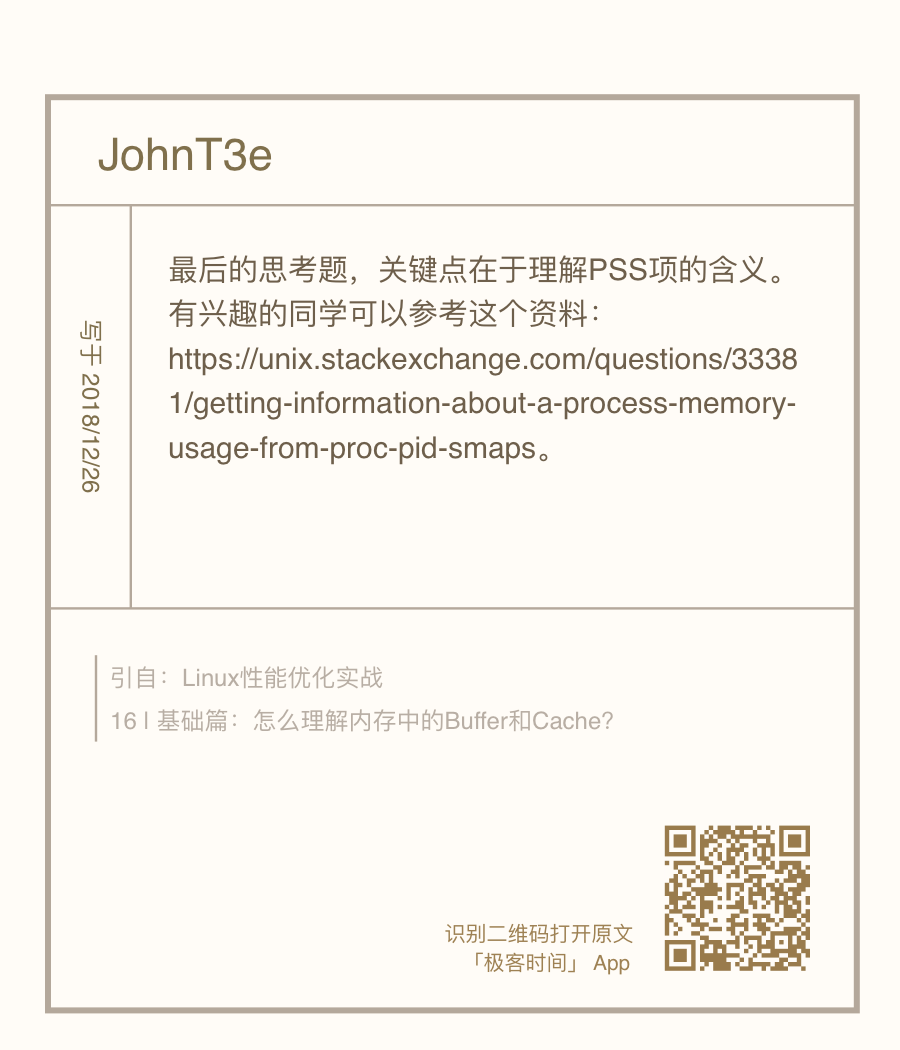 JohnT3e
写于 2018/12/26
最后的思考题，关键点在于理解PSS项的含义。
有兴趣的同学可以参考这个资料：
https://unix.stackexchange.com/questions/3338
1/getting-information-about-a-process-memory-
usage-from-proc-pid-smaps。
引自：Linux性能优化实战
16 | 基础篇：怎么理解内存中的Buffer和Cache?
识别二维码打开原文
「极客时间」 App